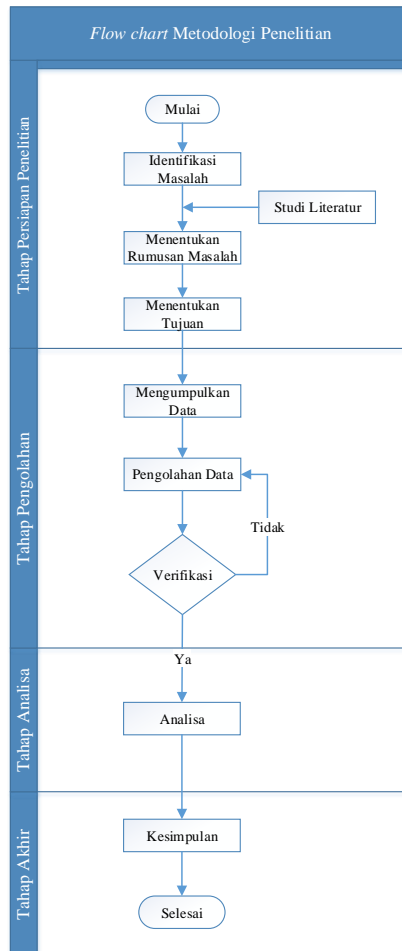 Flow chart Metodologi Penelitian
Tahap Persiapan Penelitian
Mulai
Identifikasi
Masalah
Studi Literatur
Menentukan
Rumusan Masalah
Menentukan
Tujuan
Tahap Pengolahan
Mengumpulkan
Data
Pengolahan Data
Tidak
Verifikasi
Tahap Analisa
Ya
Analisa
Tahap Akhir
Kesimpulan
Selesai